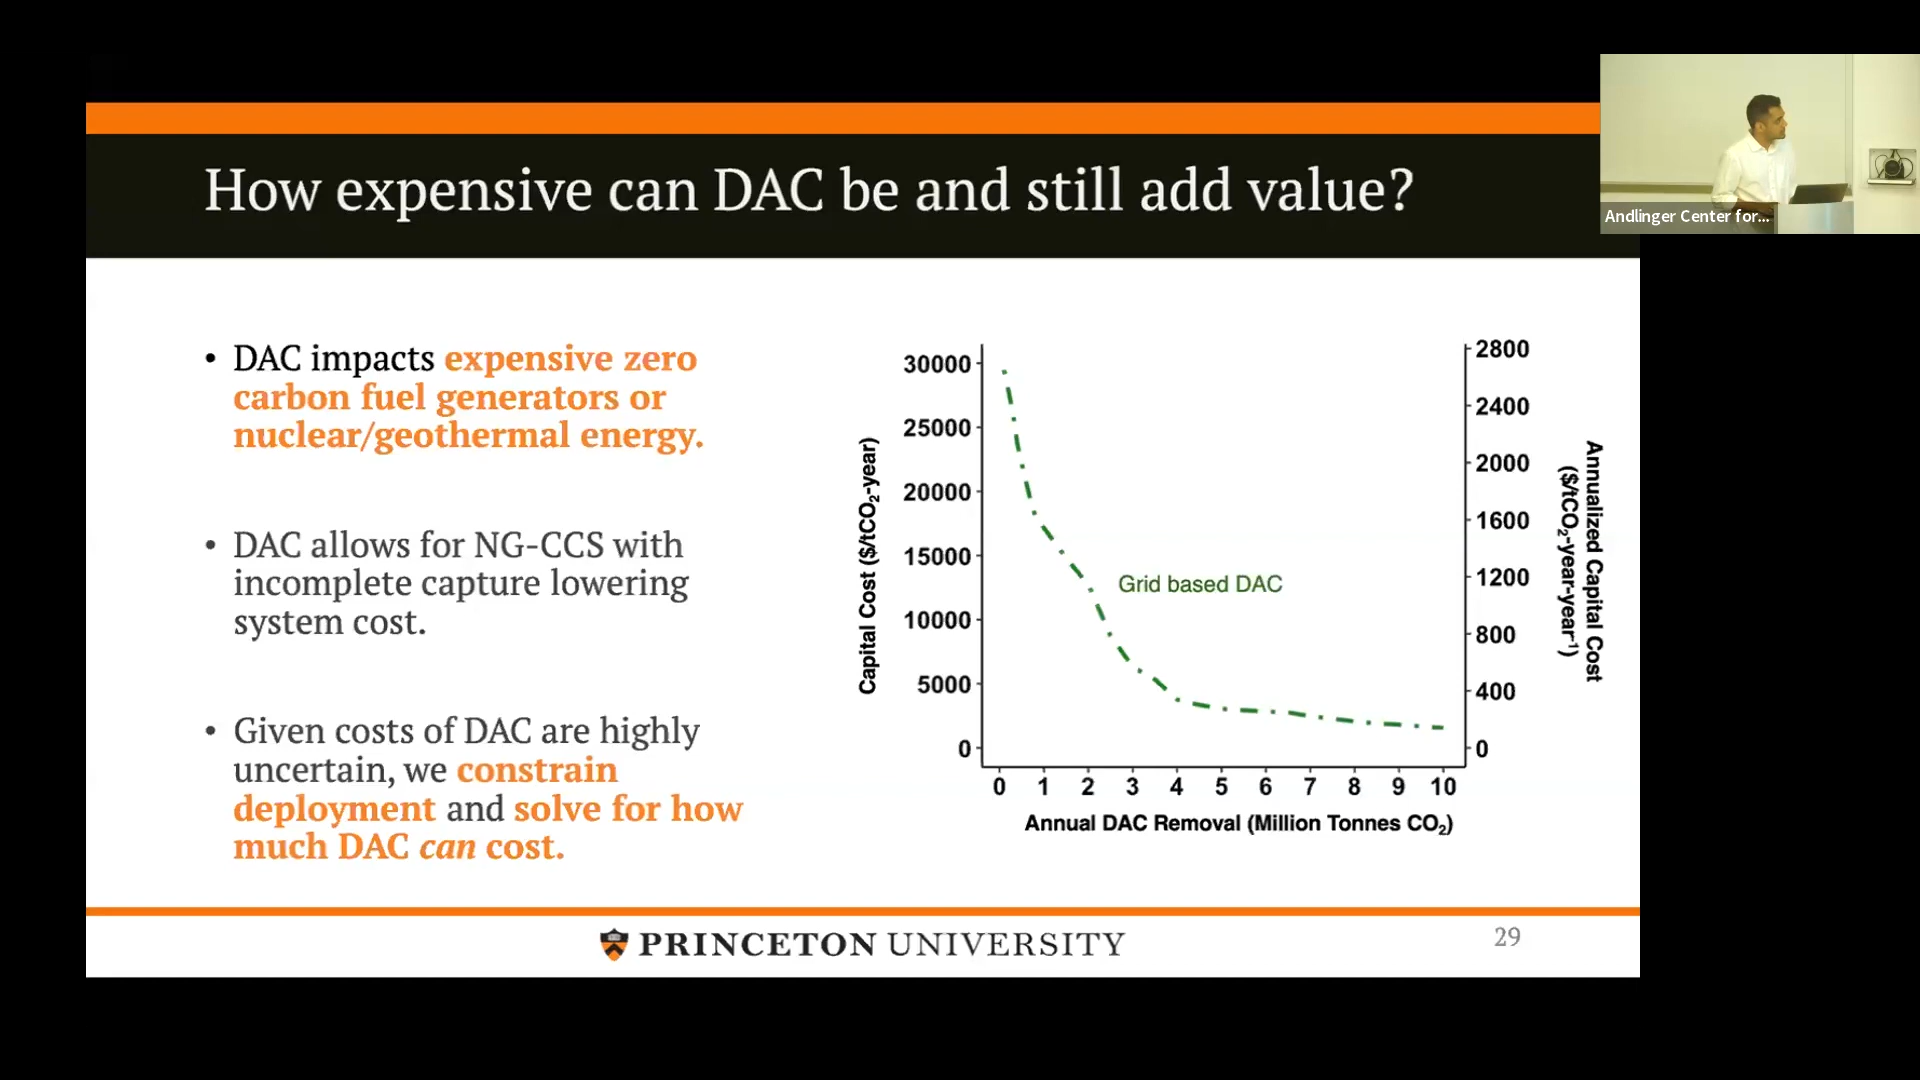 How expensive can DAC be and still add value?
Andlinger Center for...
• DAC impacts expensive zero
carbon fuel generators or
nuclear/geothermal energy.
• DAC allows for NG-CCS with
incomplete capture lowering
system cost.
• Given costs of DAC are highly
uncertain, we constrain
deployment and solve for how
much DAC can cost.
Capital Cost ($/tCO₂-year)
30000
25000
20000
15000
10000
5000
0
Grid based DAC
2800
2400
2000
1600
1200
800
400
0
Annualized Capital Cost
($/tCO₂-year-year⁻¹)
0 1 2 3 4 5 6 7 8 9 10
Annual DAC Removal (Million Tonnes CO₂)
PRINCETON UNIVERSITY
29